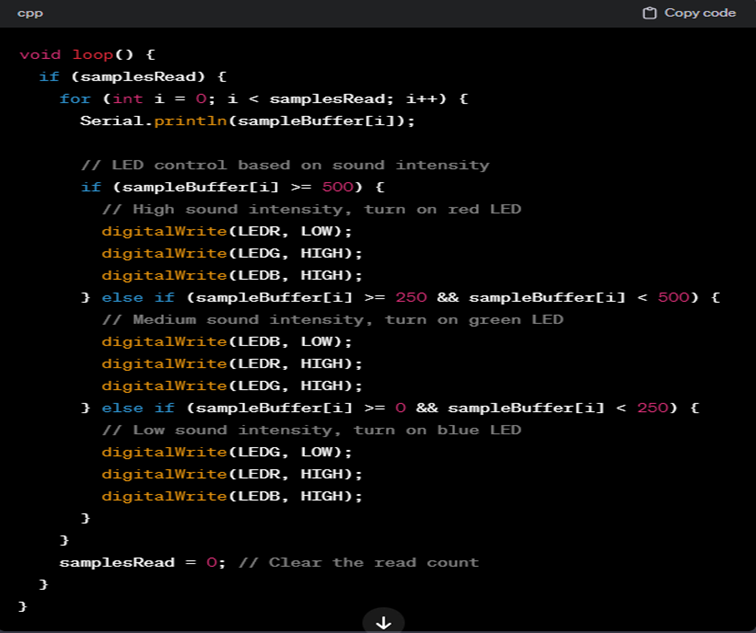 cpp Copy code
void loop() {
  if (samplesRead) {
    for (int i = 0; i < samplesRead; i++) {
      Serial.println(sampleBuffer[i]);

      // LED control based on sound intensity
      if (sampleBuffer[i] >= 500) {
        // High sound intensity, turn on red LED
        digitalWrite(LEDR, LOW);
        digitalWrite(LEDG, HIGH);
        digitalWrite(LEDB, HIGH);
      } else if (sampleBuffer[i] >= 250 && sampleBuffer[i] < 500) {
        // Medium sound intensity, turn on green LED
        digitalWrite(LEDB, LOW);
        digitalWrite(LEDR, HIGH);
        digitalWrite(LEDG, HIGH);
      } else if (sampleBuffer[i] >= 0 && sampleBuffer[i] < 250) {
        // Low sound intensity, turn on blue LED
        digitalWrite(LEDG, LOW);
        digitalWrite(LEDR, HIGH);
        digitalWrite(LEDB, HIGH);
      }
    }
    samplesRead = 0; // Clear the read count
  }
}